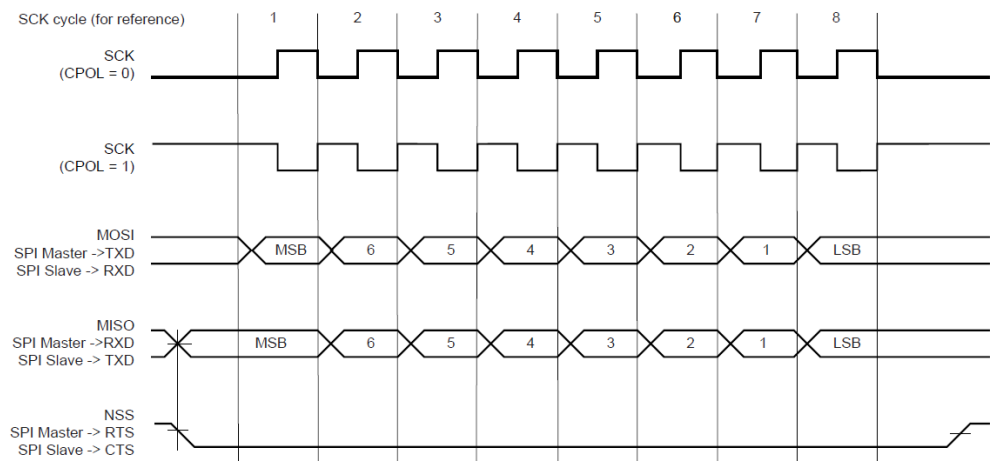 SCK cycle (for reference) 1 2 3 4 5 6 7 8
SCK
(CPOL = 0)
SCK
(CPOL = 1)
MOSI
SPI Master ->TXD
SPI Slave -> RXD
MSB 6 5 4 3 2 1 LSB
MISO
SPI Master ->RXD
SPI Slave -> TXD
MSB 6 5 4 3 2 1 LSB
NSS
SPI Master -> RTS
SPI Slave -> CTS